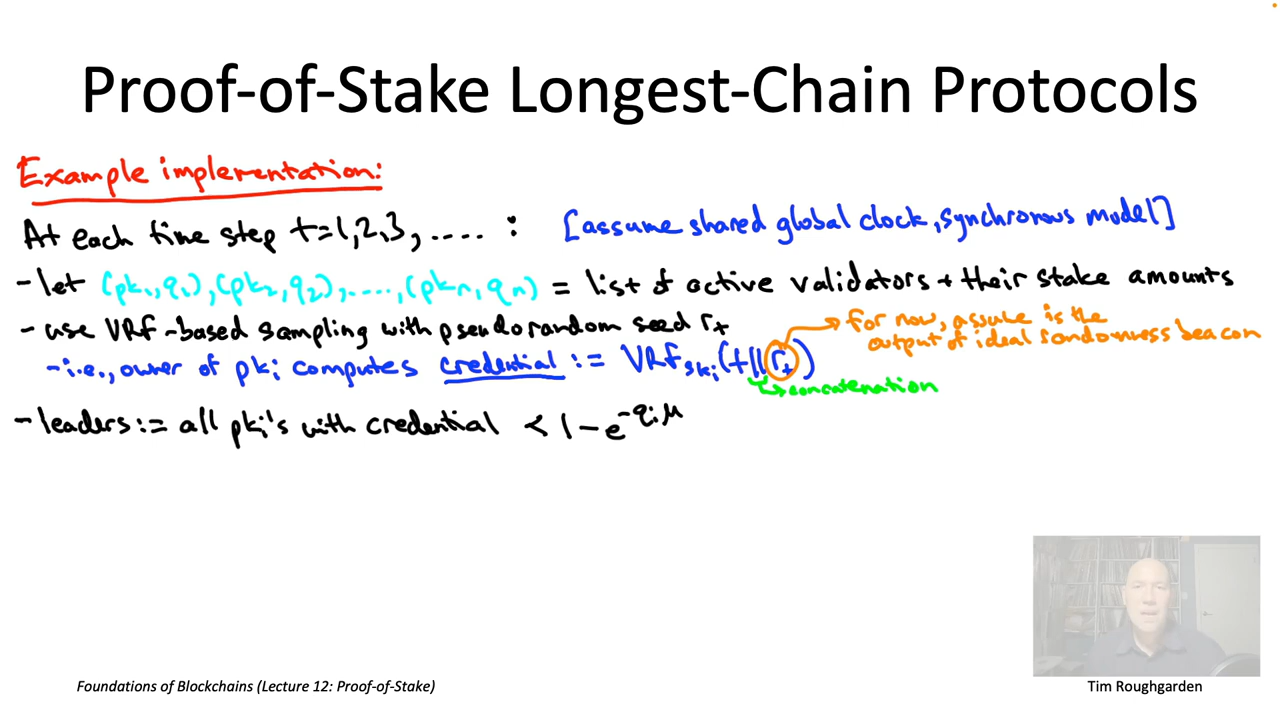 Proof-of-Stake Longest-Chain Protocols
Example implementation:
At each time step t=1,2,3, .... : [assume shared global clock, synchronous model]
- let (pk₁,q₁),(pk₂,q₂),....,(pkₙ,qₙ) = list of active validators + their stake amounts
- use VRF-based sampling with pseudorandom seed rₜ
for now, assume is the
output of ideal randomness beacon
- i.e., owner of pkᵢ computes credential := VRF_skᵢ(t||rₜ)
concatenation
- leaders := all pkᵢ's with credential < 1 - e^-qᵢμ
Foundations of Blockchains (Lecture 12: Proof-of-Stake)
Tim Roughgarden